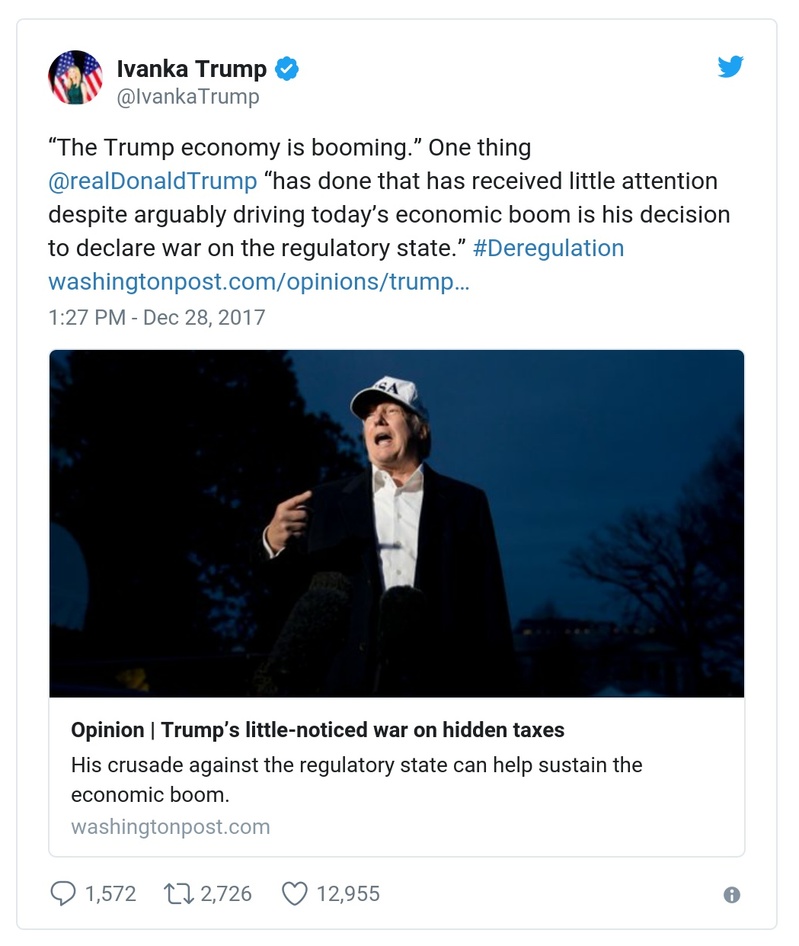 Ivanka Trump
@IvankaTrump
“The Trump economy is booming.” One thing
@realDonaldTrump “has done that has received little attention
despite arguably driving today’s economic boom is his decision
to declare war on the regulatory state.” #Deregulation
washingtonpost.com/opinions/trump…
1:27 PM - Dec 28, 2017
Opinion | Trump’s little-noticed war on hidden taxes
His crusade against the regulatory state can help sustain the
economic boom.
washingtonpost.com
1,572 2,726 12,955